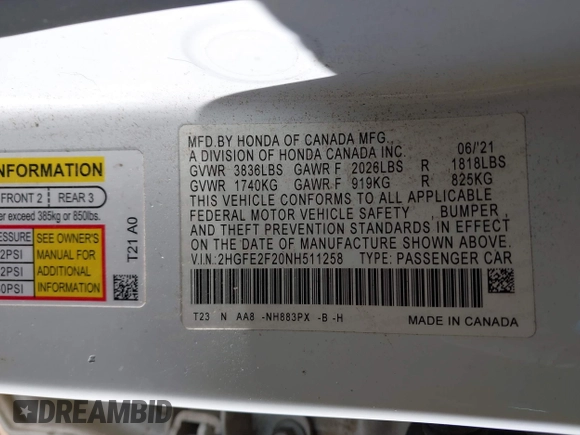 INFORMATION
FRONT 2 REAR 3
er exceed 385kg or 850lbs.
SEE OWNER'S
MANUAL FOR
ADDITIONAL
INFORMATION
T21 A0
MFD.BY HONDA OF CANADA MFG.,
A DIVISION OF HONDA CANADA INC. 06/'21
GVWR 3836LBS GAWR F 2026LBS R 1818LBS
GVWR 1740KG GAWR F 919KG R 825KG
THIS VEHICLE CONFORMS TO ALL APPLICABLE
FEDERAL MOTOR VEHICLE SAFETY , BUMPER ,
AND THEFT PREVENTION STANDARDS IN EFFECT
ON THE DATE OF MANUFACTURE SHOWN ABOVE.
V.I.N.:2HGFE2F20NH511258 TYPE: PASSENGER CAR
T23 N AA8 -NH883PX -B -H
MADE IN CANADA
DREAMBID